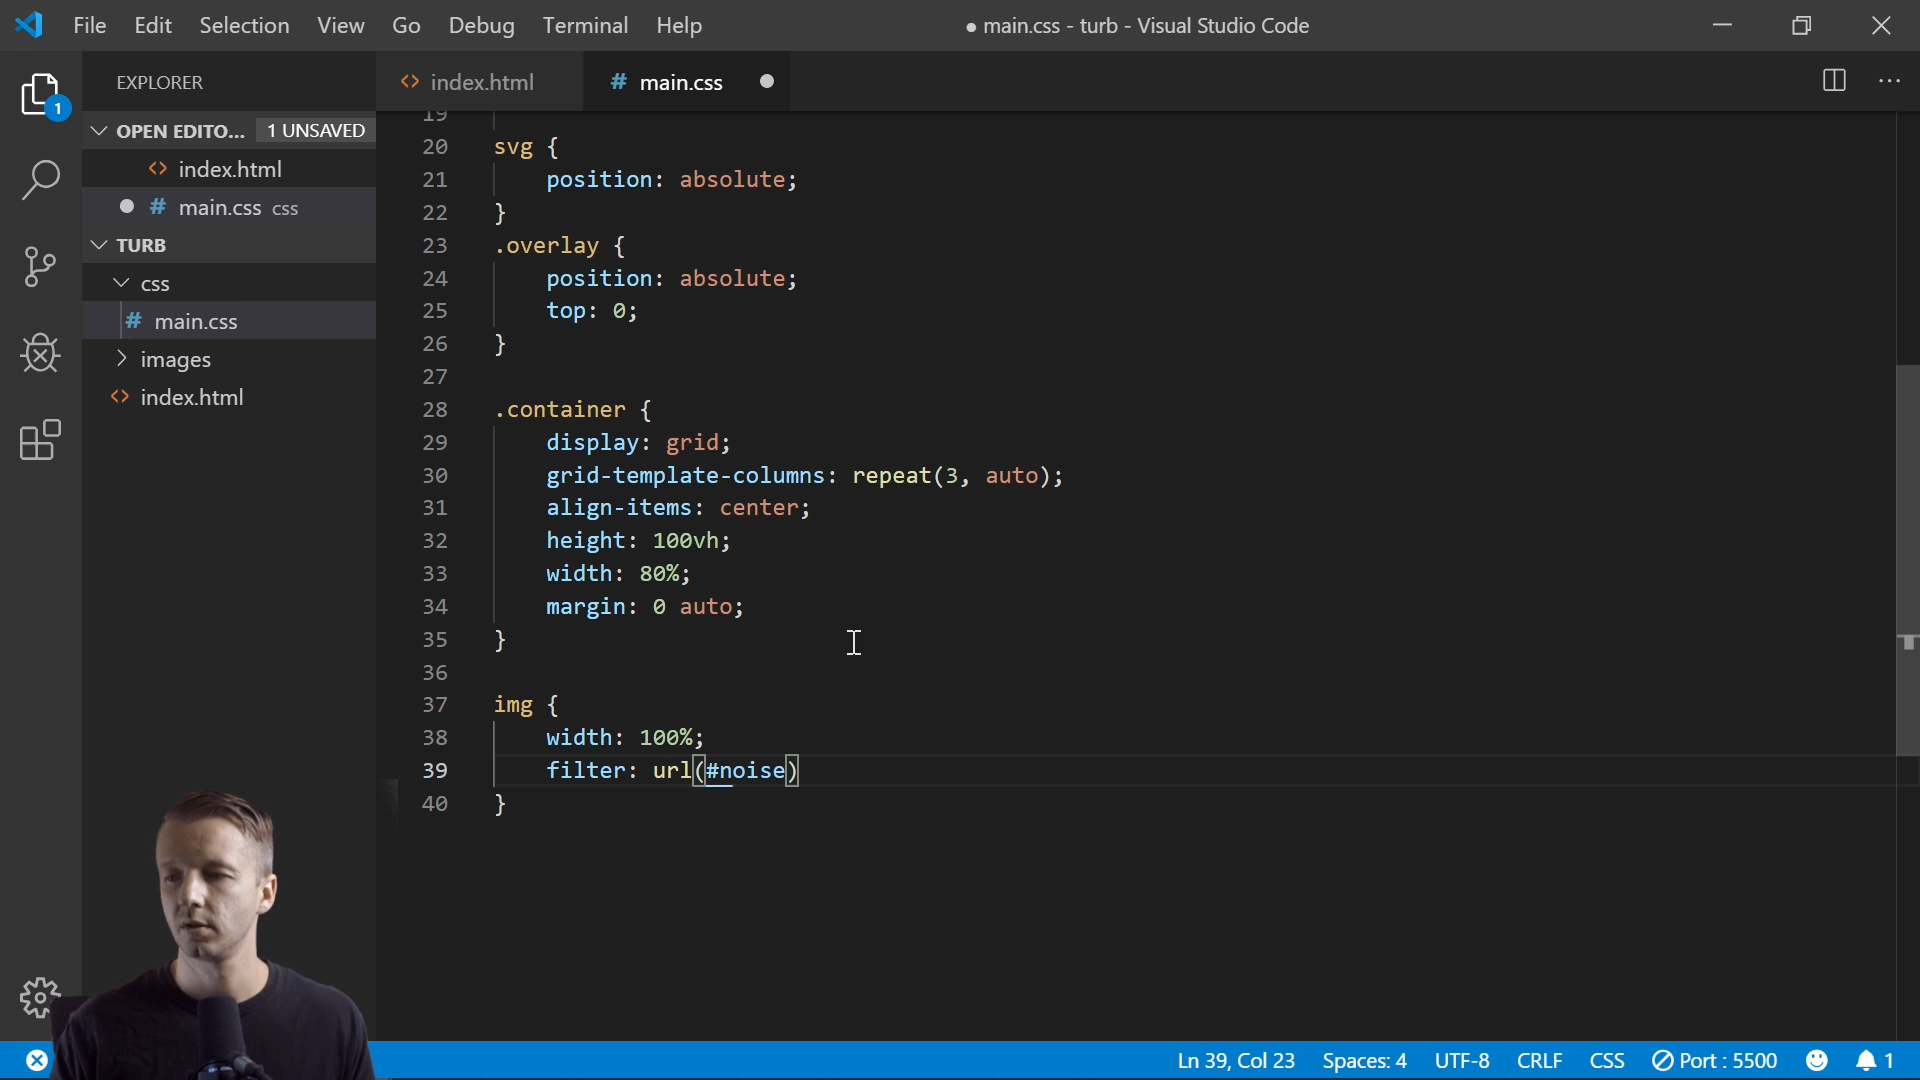 File Edit Selection View Go Debug Terminal Help
● main.css - turb - Visual Studio Code
EXPLORER
OPEN EDITO... 1 UNSAVED
index.html
# main.css css
TURB
css
# main.css
images
index.html
1
index.html
# main.css
19
20 svg {
21 position: absolute;
22 }
23 .overlay {
24 position: absolute;
25 top: 0;
26 }
27
28 .container {
29 display: grid;
30 grid-template-columns: repeat(3, auto);
31 align-items: center;
32 height: 100vh;
33 width: 80%;
34 margin: 0 auto;
35 }
36
37 img {
38 width: 100%;
39 filter: url(#noise)
40 }
Ln 39, Col 23 Spaces: 4 UTF-8 CRLF CSS Port : 5500 1